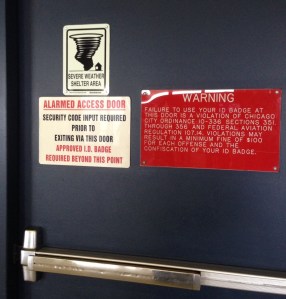 SEVERE WEATHER
SHELTER AREA
ALARMED ACCESS DOOR
SECURITY CODE INPUT REQUIRED
PRIOR TO
EXITING VIA THIS DOOR
APPROVED I.D. BADGE
REQUIRED BEYOND THIS POINT
WARNING
FAILURE TO USE YOUR ID BADGE AT
THIS DOOR IS A VIOLATION OF CHICAGO
CITY ORDINANCE 10-336 SECTIONS 351
THROUGH 356 AND FEDERAL AVIATION
REGULATION 107.14. VIOLATIONS MAY
RESULT IN A MINIMUM FINE OF $100
FOR EACH OFFENSE AND THE
CONFISCATION OF YOUR ID BADGE.